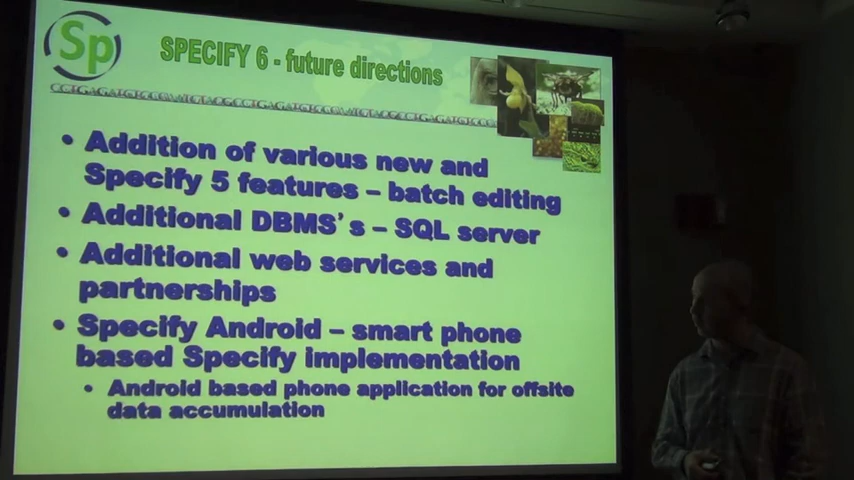 Sp
SPECIFY 6 - future directions
• Addition of various new and
Specify 5 features – batch editing
• Additional DBMS's – SQL server
• Additional web services and
partnerships
• Specify Android – smart phone
based Specify implementation
• Android based phone application for offsite
data accumulation